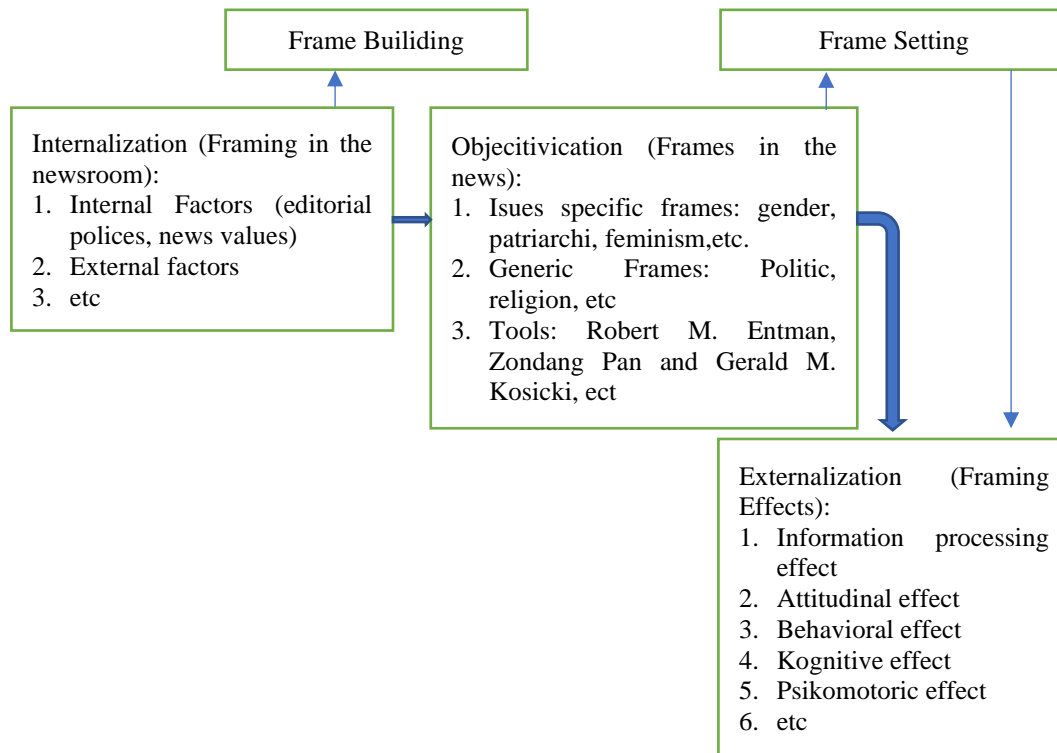 Frame Builiding
Frame Setting
Internalization (Framing in the
newsroom):
1. Internal Factors (editorial
polices, news values)
2. External factors
3. etc
Objecitivication (Frames in the
news):
1. Isues specific frames: gender,
patriarchi, feminism,etc.
2. Generic Frames: Politic,
religion, etc
3. Tools: Robert M. Entman,
Zondang Pan and Gerald M.
Kosicki, ect
Externalization (Framing
Effects):
1. Information processing
effect
2. Attitudinal effect
3. Behavioral effect
4. Kognitive effect
5. Psikomotoric effect
6. etc